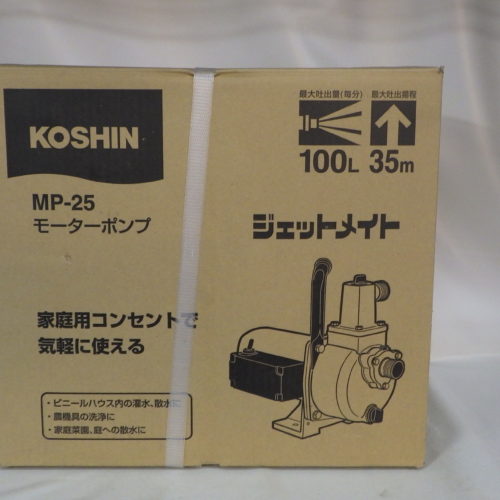 KOSHIN
最大吐出量(毎分)
最大吐出揚程
100L
35m
MP-25
モーターポンプ
ジェットメイト
家庭用コンセントで
気軽に使える
・ビニールハウス内の灌水、散水に
・農機具の洗浄に
・家庭菜園、庭への散水に